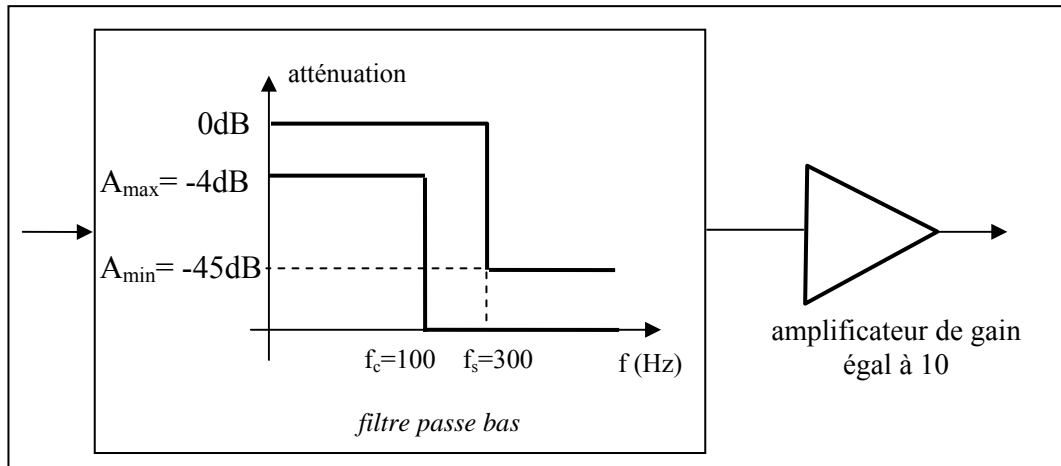 atténuation
0dB
Amax= -4dB
Amin= -45dB
fc=100 fs=300 f (Hz)
filtre passe bas
amplificateur de gain
égal à 10